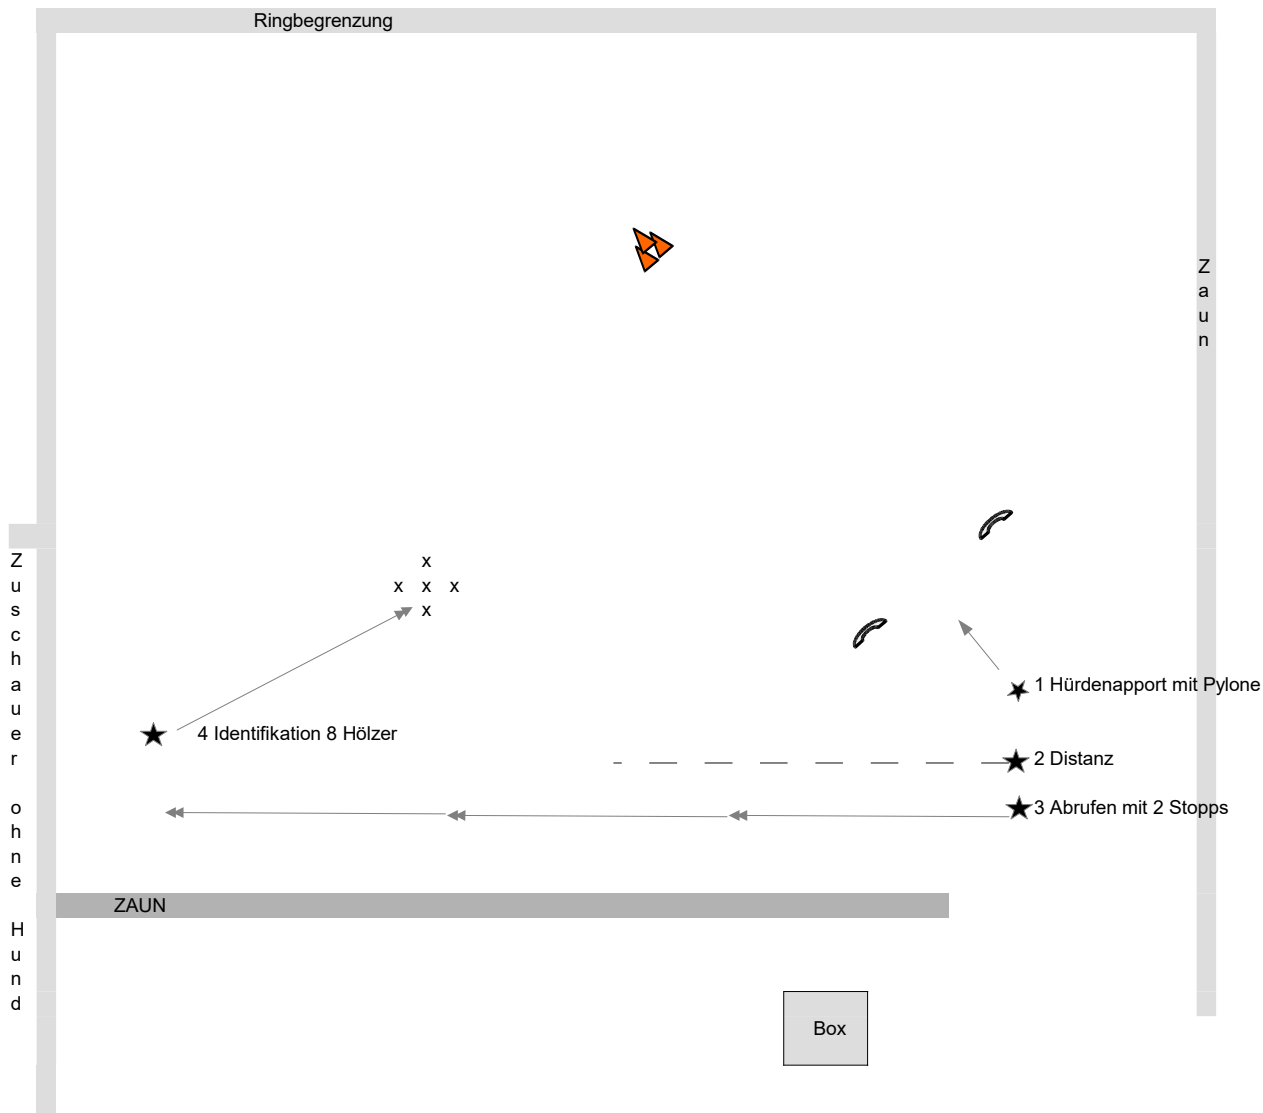 Ringbegrenzung
Zaun
x
x x x
x
Zuschauer ohne Hund
1 Hürdenapport mit Pylone
4 Identifikation 8 Hölzer
2 Distanz
3 Abrufen mit 2 Stopps
ZAUN
Box